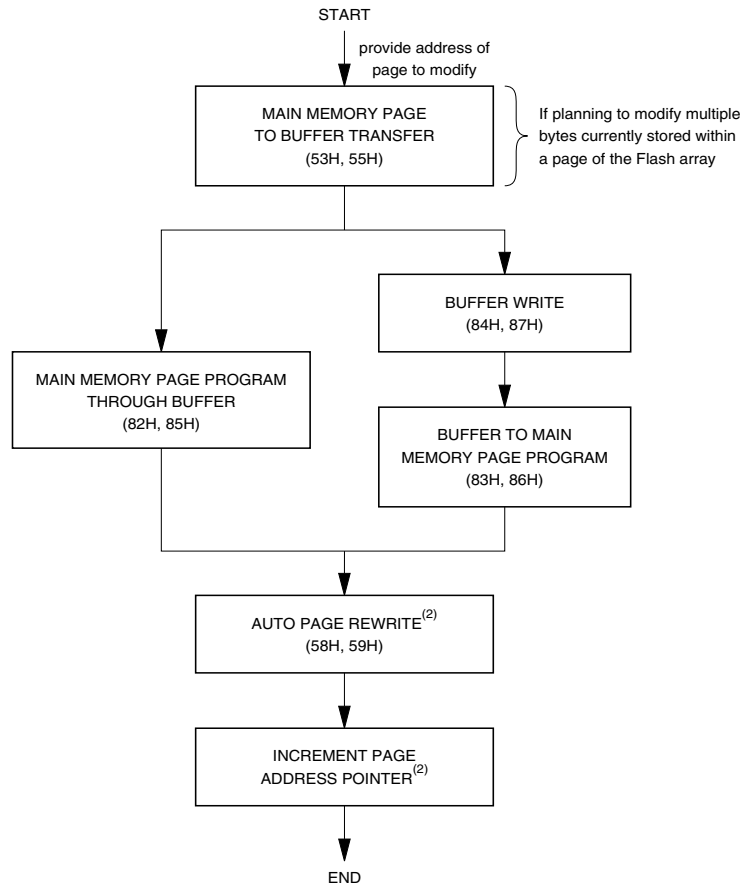 START
provide address of
page to modify
MAIN MEMORY PAGE
TO BUFFER TRANSFER
(53H, 55H)
If planning to modify multiple
bytes currently stored within
a page of the Flash array
BUFFER WRITE
(84H, 87H)
MAIN MEMORY PAGE PROGRAM
THROUGH BUFFER
(82H, 85H)
BUFFER TO MAIN
MEMORY PAGE PROGRAM
(83H, 86H)
AUTO PAGE REWRITE(2)
(58H, 59H)
INCREMENT PAGE
ADDRESS POINTER(2)
END